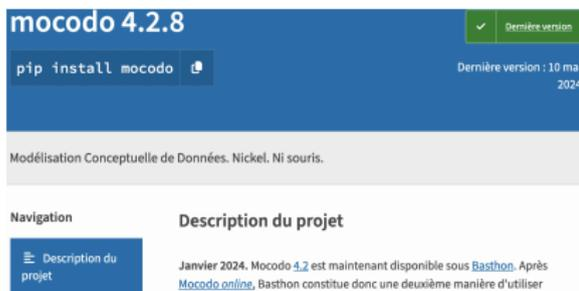 mocodo 4.2.8
Dernière version
pip install mocodo
Dernière version : 10 ma
2024
Modélisation Conceptuelle de Données. Nickel. Ni souris.
Navigation
Description du projet
Description du
projet
Janvier 2024. Mocodo 4.2 est maintenant disponible sous Basthon. Après
Mocodo online, Basthon constitue donc une deuxième manière d'utiliser